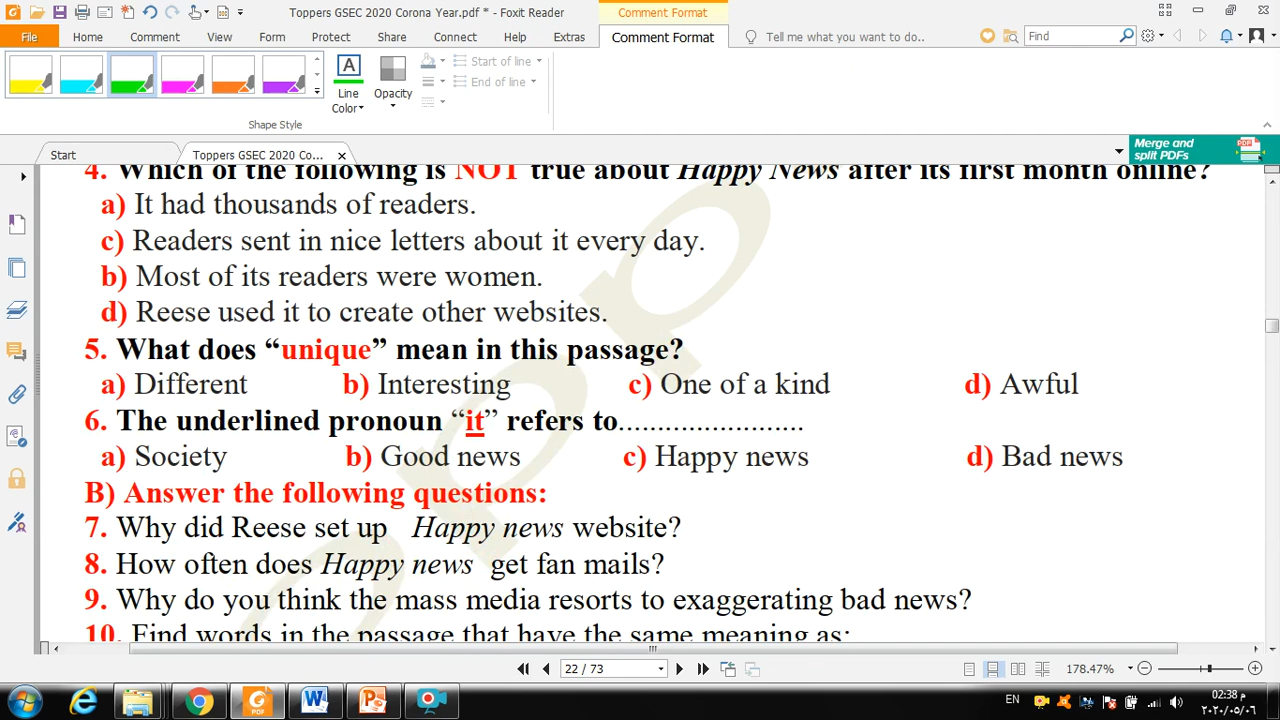 Toppers GSEC 2020 Corona Year.pdf * - Foxit Reader
Comment Format
File
Home
Comment
View
Form
Protect
Share
Connect
Help
Extras
Comment Format
Tell me what you want to do..
Find
Line Color
Opacity
Start of line
End of line
Shape Style
Start
Toppers GSEC 2020 Co...
Merge and
split PDFs
4. Which of the following is NOT true about Happy News after its first month online?
a) It had thousands of readers.
c) Readers sent in nice letters about it every day.
b) Most of its readers were women.
d) Reese used it to create other websites.
5. What does “unique” mean in this passage?
a) Different b) Interesting c) One of a kind d) Awful
6. The underlined pronoun “it” refers to........................
a) Society b) Good news c) Happy news d) Bad news
B) Answer the following questions:
7. Why did Reese set up Happy news website?
8. How often does Happy news get fan mails?
9. Why do you think the mass media resorts to exaggerating bad news?
10. Find words in the passage that have the same meaning as:
22 / 73
178.47%
EN
02:38 م
٢٠٢٠/٠٥/٠٦